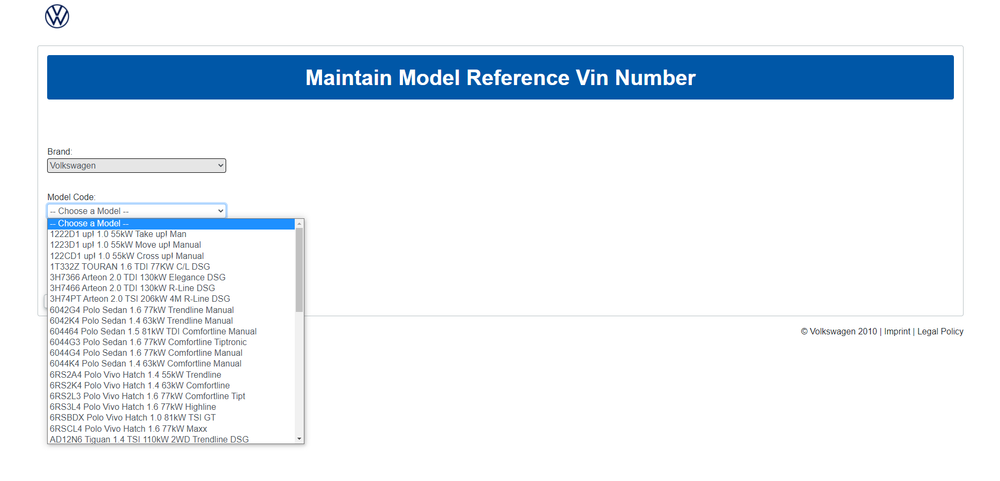 Maintain Model Reference Vin Number
Brand:
Volkswagen
Model Code:
-- Choose a Model --
-- Choose a Model --
1222D1 up! 1.0 55kW Take up! Man
1223D1 up! 1.0 55kW Move up! Manual
122CD1 up! 1.0 55kW Cross up! Manual
1T332Z TOURAN 1.6 TDI 77KW C/L DSG
3H7366 Arteon 2.0 TDI 130kW Elegance DSG
3H7466 Arteon 2.0 TDI 130kW R-Line DSG
3H74PT Arteon 2.0 TSI 206kW 4M R-Line DSG
6042G4 Polo Sedan 1.6 77kW Trendline Manual
6042K4 Polo Sedan 1.4 63kW Trendline Manual
604464 Polo Sedan 1.5 81kW TDI Comfortline Manual
6044G3 Polo Sedan 1.6 77kW Comfortline Tiptronic
6044G4 Polo Sedan 1.6 77kW Comfortline Manual
6044K4 Polo Sedan 1.4 63kW Comfortline Manual
6RS2A4 Polo Vivo Hatch 1.4 55kW Trendline
6RS2K4 Polo Vivo Hatch 1.4 63kW Comfortline
6RS2L3 Polo Vivo Hatch 1.6 77kW Comfortline Tipt
6RS3L4 Polo Vivo Hatch 1.6 77kW Highline
6RSBDX Polo Vivo Hatch 1.0 81kW TSI GT
6RSCL4 Polo Vivo Hatch 1.6 77kW Maxx
AD12N6 Tiguan 1.4 TSI 110kW 2WD Trendline DSG
© Volkswagen 2010 | Imprint | Legal Policy